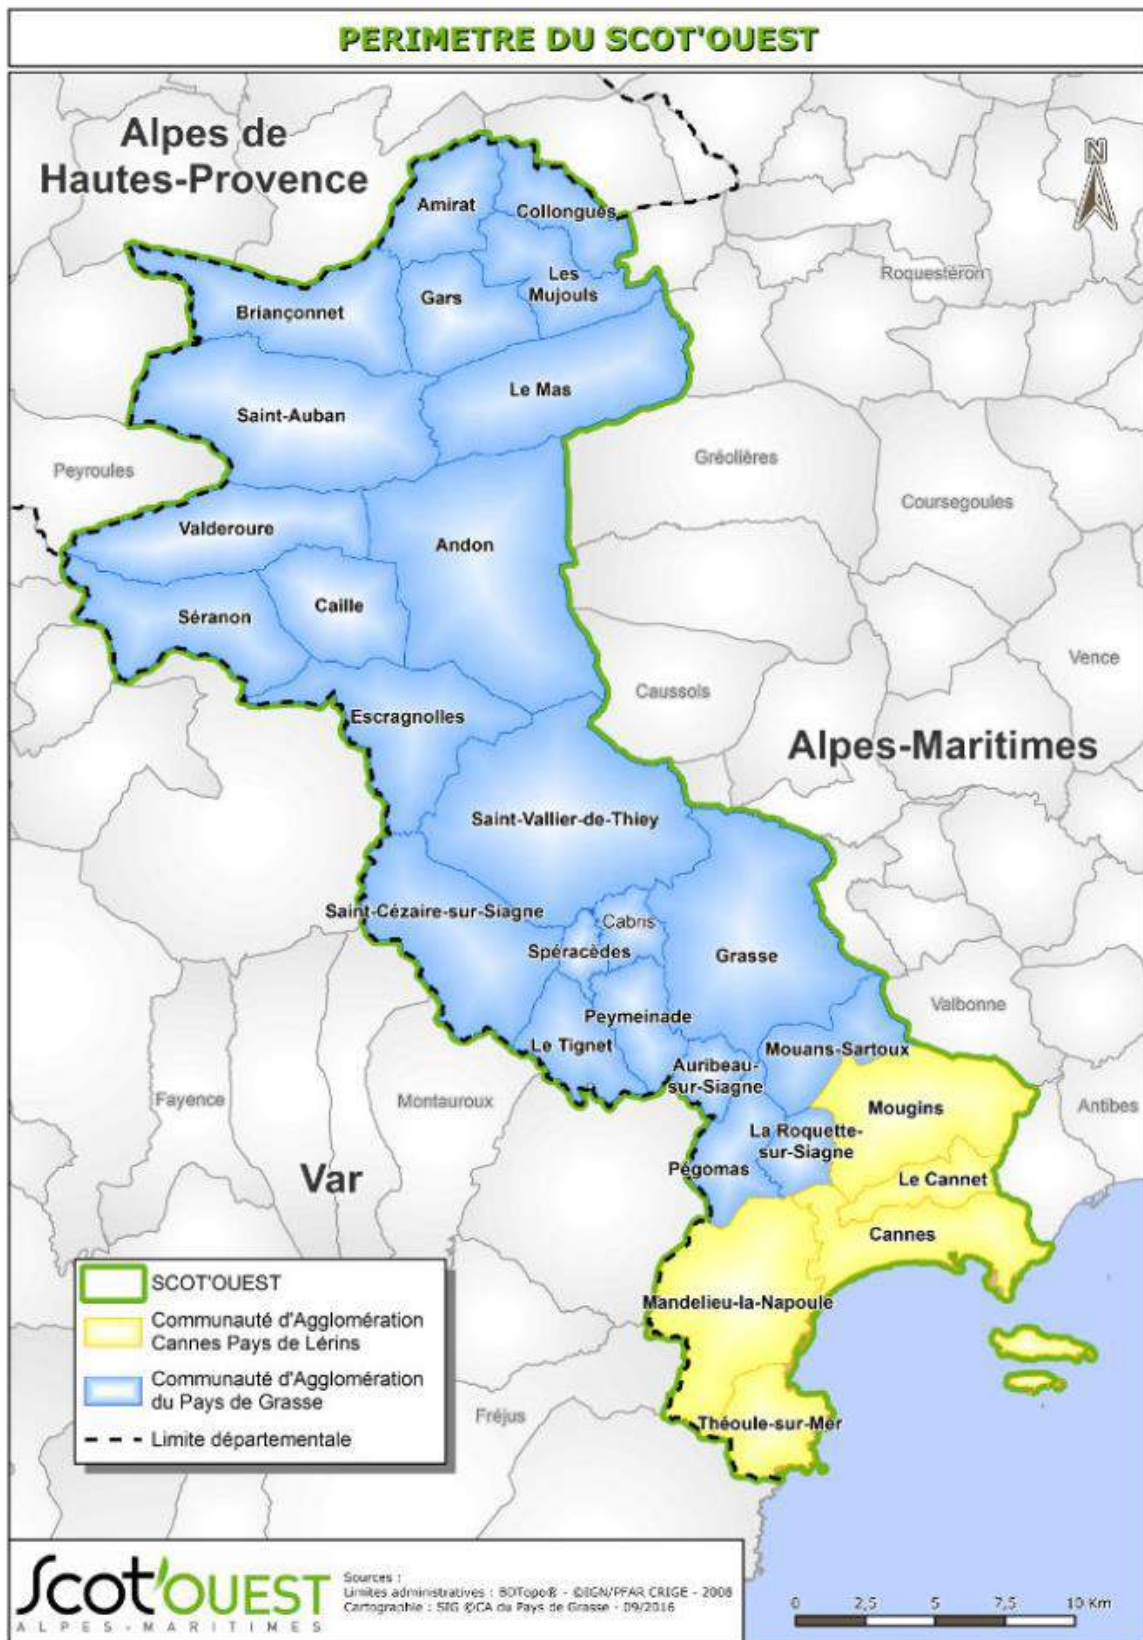 PERIMETRE DU SCOT'OUEST
Alpes de
Hautes-Provence
N
Amirat
Collongues
Roquestéron
Les
Mujouls
Gars
Briançonnet
Le Mas
Saint-Auban
Gréolières
Peyroules
Coursegoules
Valderoure
Andon
Caille
Séranon
Vence
Caussols
Escragnolles
Alpes-Maritimes
Saint-Vallier-de-Thiey
Saint-Cézaire-sur-Siagne
Cabris
Spéracèdes
Grasse
Valbonne
Peymeinade
Le Tignet
Mouans-Sartoux
Auribeau-
sur-Siagne
Fayence
Montauroux
Mougins
Antibes
La Roquette-
sur-Siagne
Pégomas
Var
Le Cannet
Cannes
Mandelieu-la-Napoule
Fréjus
Théoule-sur-Mer
SCOT'OUEST
Communauté d'Agglomération
Cannes Pays de Lérins
Communauté d'Agglomération
du Pays de Grasse
Limite départementale
Scot'OUEST
ALPES-MARITIMES
Sources :
Limites administratives : BDTopo® - ©IGN/PFAR CRIGE - 2008
Cartographie : SIG ©CA du Pays de Grasse - 09/2016
0 2,5 5 7,5 10 Km